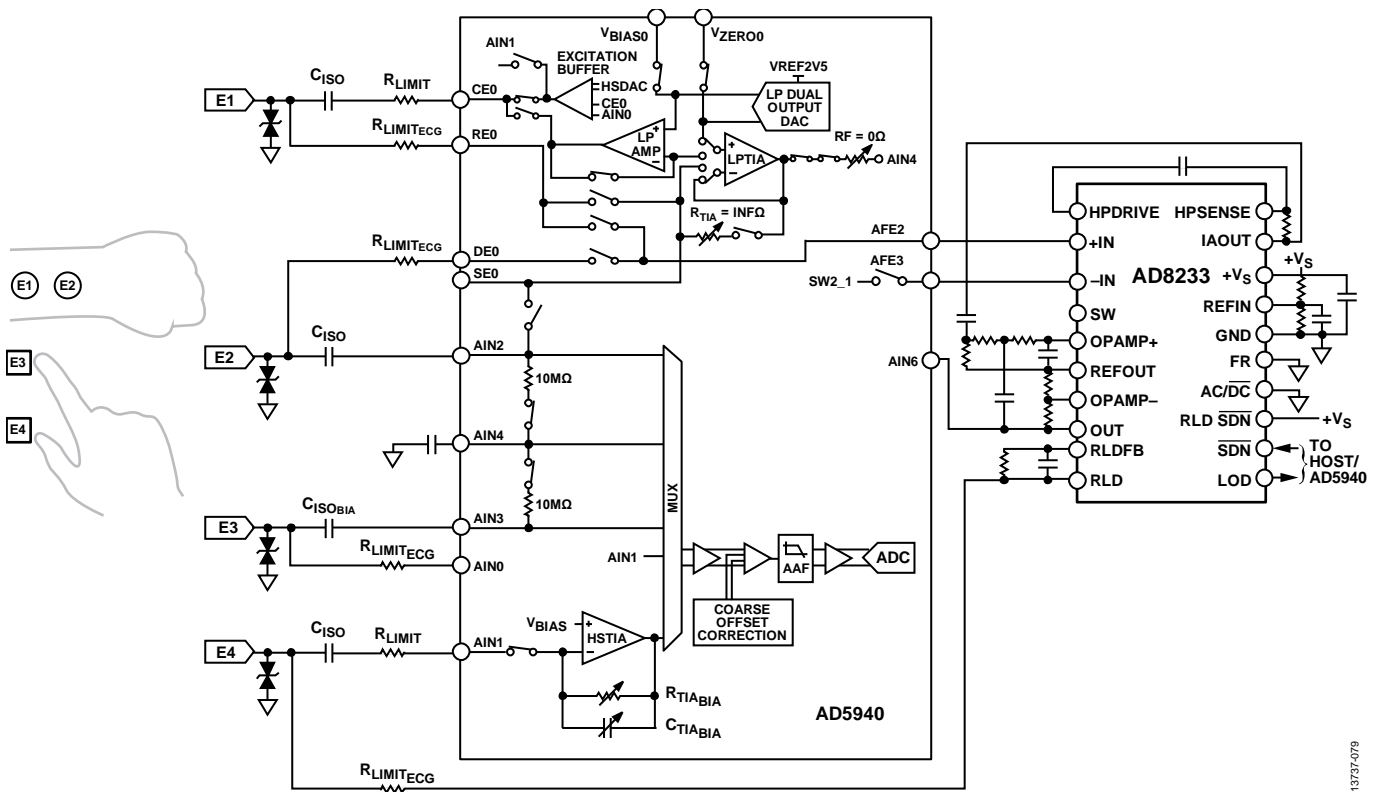 VBIAS0
VZERO0
AIN1
EXCITATION
BUFFER
HSDAC
CE0
AIN0
VREF2V5
LP DUAL
OUTPUT
DAC
E1
CISO
RLIMIT
CE0
RLIMITECG
RE0
LP
AMP
+
–
LPTIA
+
–
RF = 0Ω
AIN4
RTIA = INFΩ
RLIMITECG
DE0
SE0
AFE2
AFE3
SW2_1
E1
E2
E3
E4
E2
CISO
AIN2
10MΩ
AIN4
10MΩ
AIN6
E3
CISOBIA
AIN3
RLIMITECG
AIN0
AIN1
MUX
AAF
ADC
COARSE
OFFSET
CORRECTION
E4
CISO
RLIMIT
AIN1
VBIAS
+
–
HSTIA
RTIABIA
CTIABIA
AD5940
RLIMITECG
HPDRIVE
HPSENSE
+IN
IAOUT
AD8233
–IN
+VS
+VS
SW
REFIN
OPAMP+
GND
REFOUT
FR
OPAMP–
AC/DC
OUT
RLD SDN
+VS
RLDFB
SDN
RLD
LOD
TO
HOST/
AD5940
13737-079